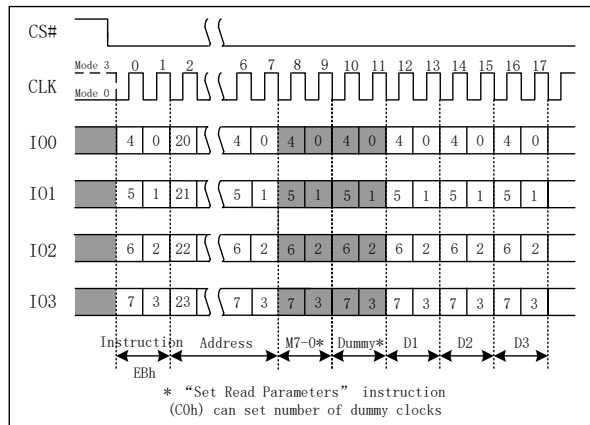 CS#
Mode 3 0 1 2 6 7 8 9 10 11 12 13 14 15 16 17
CLK
Mode 0
IO0 4 0 20 4 0 4 0 4 0 4 0 4 0 4 0
IO1 5 1 21 5 1 5 1 5 1 5 1 5 1 5 1
IO2 6 2 22 6 2 6 2 6 2 6 2 6 2 6 2
IO3 7 3 23 7 3 7 3 7 3 7 3 7 3 7 3
Instruction Address M7-0* Dummy* D1 D2 D3
EBh
* “Set Read Parameters” instruction
(C0h) can set number of dummy clocks